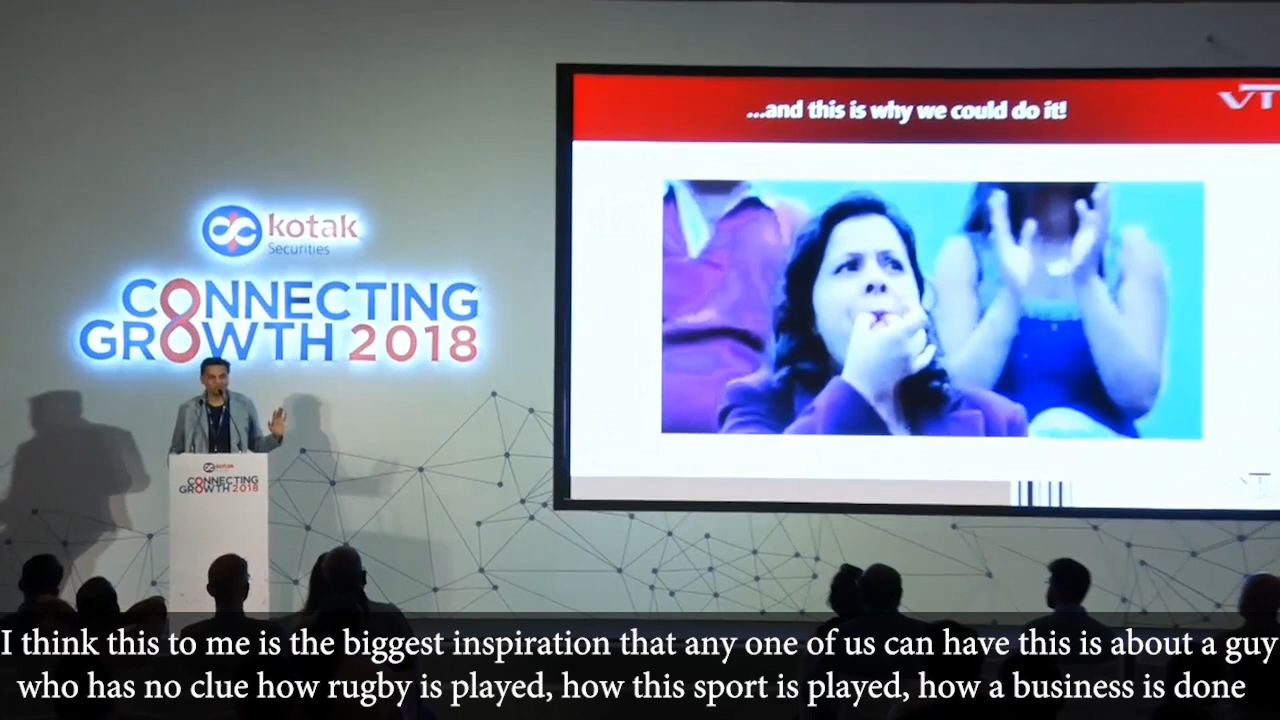 ...and this is why we could do it!
VT
kotak
Securities
CONNECTING
GROWTH 2018
kotak
CONNECTING
GROWTH 2018
I think this to me is the biggest inspiration that any one of us can have this is about a guy
who has no clue how rugby is played, how this sport is played, how a business is done